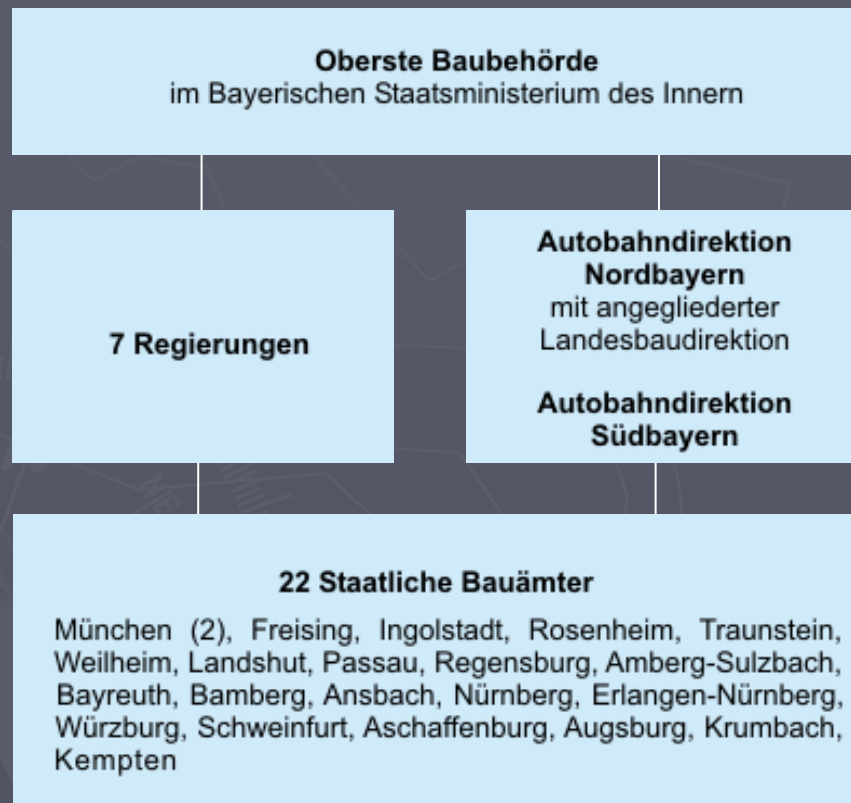 Oberste Baubehörde
im Bayerischen Staatsministerium des Innern
7 Regierungen
Autobahndirektion
Nordbayern
mit angegliederter
Landesbaudirektion
Autobahndirektion
Südbayern
22 Staatliche Bauämter
München (2), Freising, Ingolstadt, Rosenheim, Traunstein,
Weilheim, Landshut, Passau, Regensburg, Amberg-Sulzbach,
Bayreuth, Bamberg, Ansbach, Nürnberg, Erlangen-Nürnberg,
Würzburg, Schweinfurt, Aschaffenburg, Augsburg, Krumbach,
Kempten